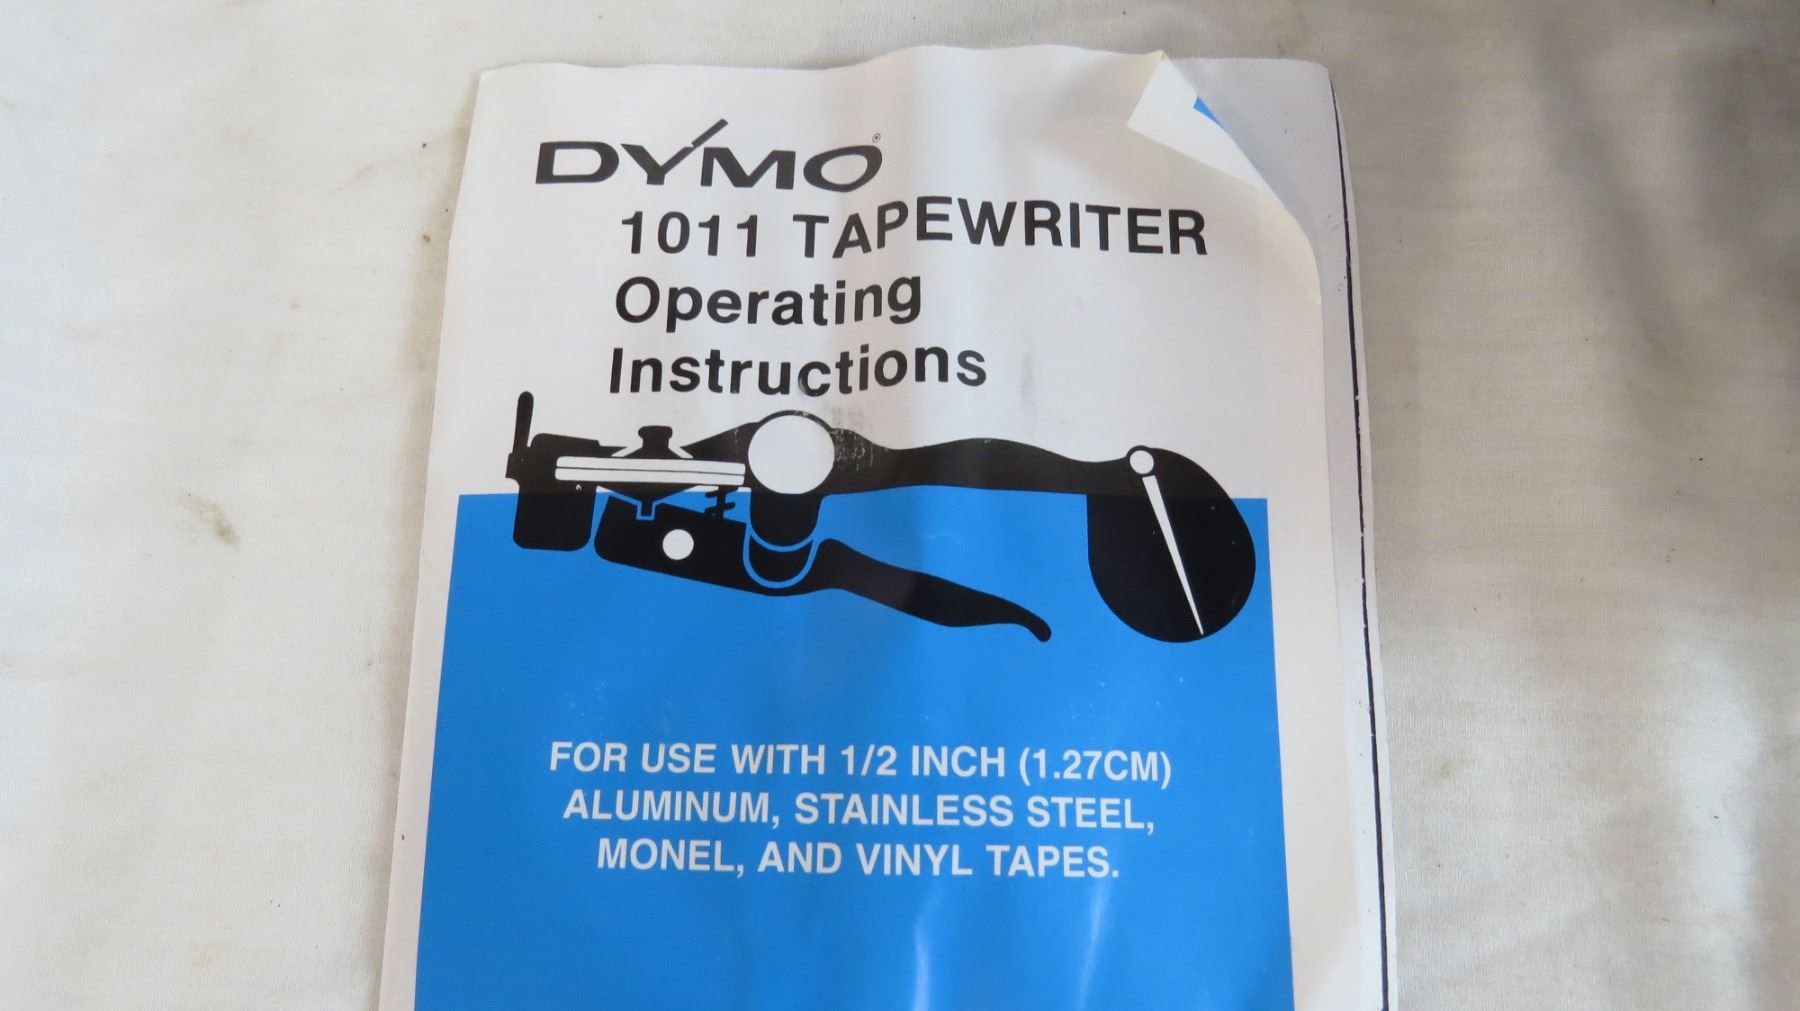 DYMO®
1011 TAPEWRITER
Operating
Instructions
FOR USE WITH 1/2 INCH (1.27CM)
ALUMINUM, STAINLESS STEEL,
MONEL, AND VINYL TAPES.